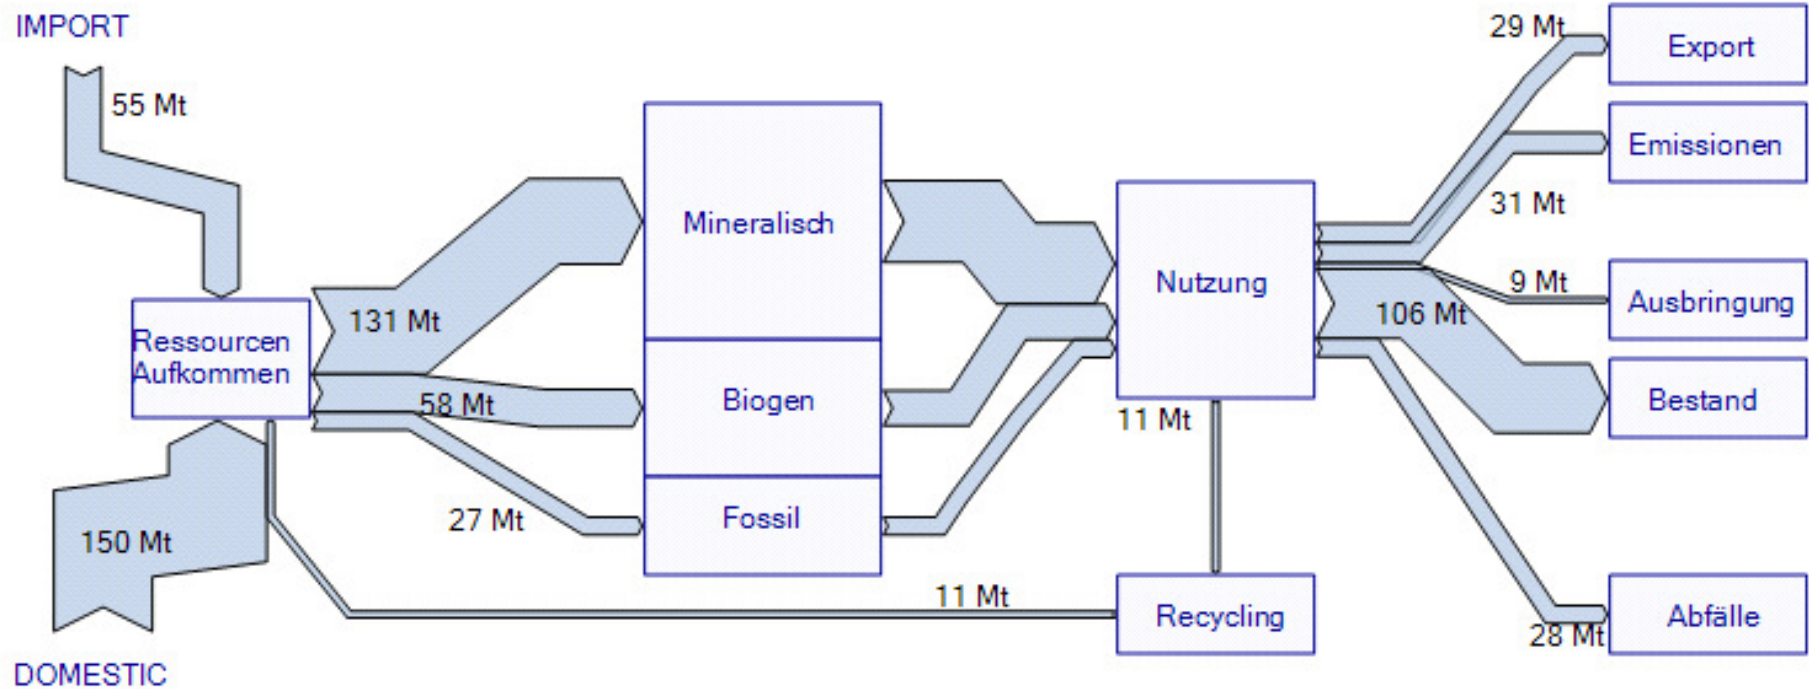 IMPORT
55 Mt
29 Mt
Export
Emissionen
31 Mt
Mineralisch
Nutzung
9 Mt
Ausbringung
106 Mt
131 Mt
Ressourcen
Aufkommen
58 Mt
Biogen
11 Mt
Bestand
27 Mt
Fossil
150 Mt
11 Mt
Recycling
28 Mt
Abfälle
DOMESTIC